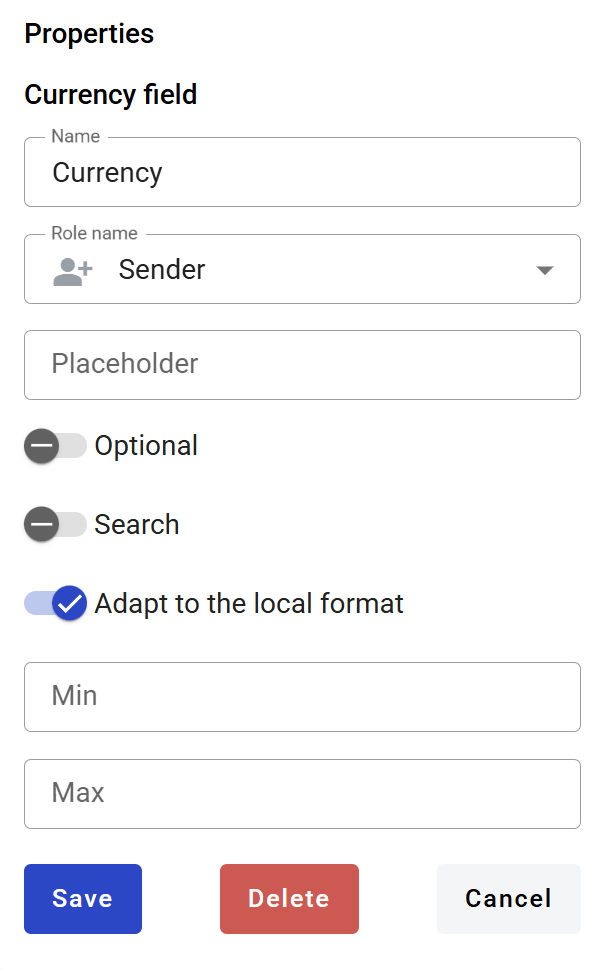 Properties
Currency field
Name
Currency
Role name
Sender
Placeholder
Optional
Search
Adapt to the local format
Min
Max
Save
Delete
Cancel